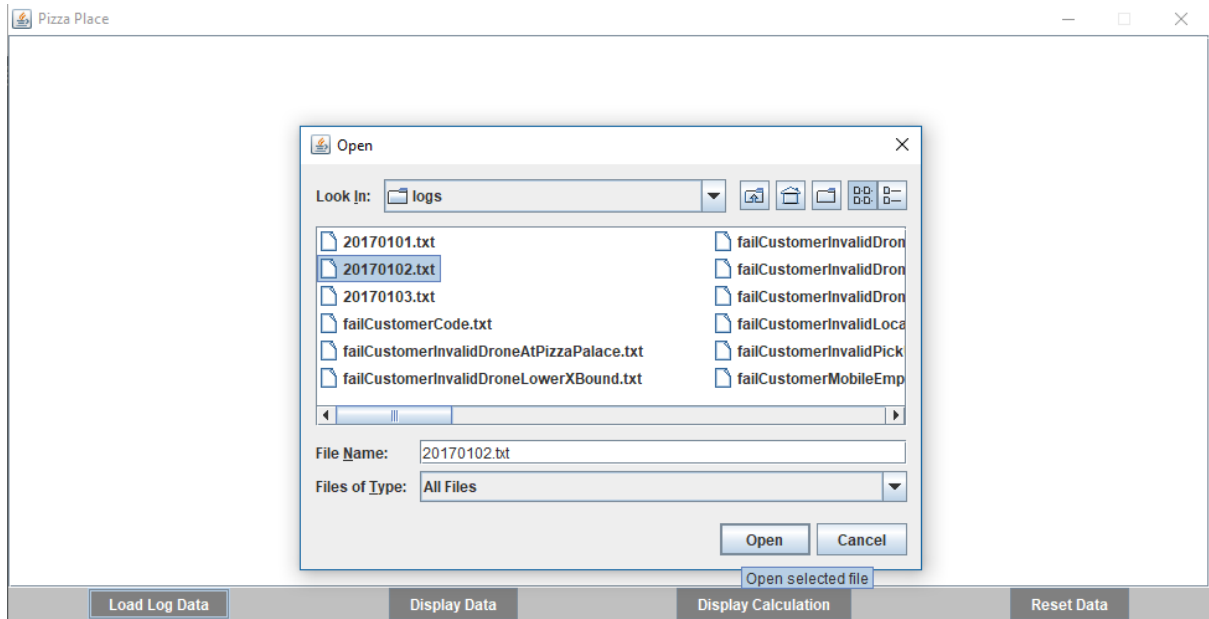 Pizza Place
Open
Look In: logs
20170101.txt
20170102.txt
20170103.txt
failCustomerCode.txt
failCustomerInvalidDroneAtPizzaPalace.txt
failCustomerInvalidDroneLowerXBound.txt
failCustomerInvalidDron
failCustomerInvalidDron
failCustomerInvalidDron
failCustomerInvalidLoca
failCustomerInvalidPick
failCustomerMobileEmp
File Name: 20170102.txt
Files of Type: All Files
Open Cancel
Open selected file
Load Log Data Display Data Display Calculation Reset Data